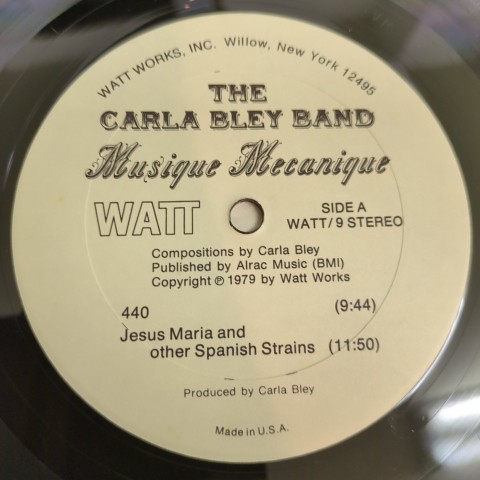 WATT WORKS, INC. Willow, New York 12495
THE
CARLA BLEY BAND
Musique Mecanique
WATT
SIDE A
WATT/9 STEREO
Compositions by Carla Bley
Published by Alrac Music (BMI)
Copyright ℗ 1979 by Watt Works
440 (9:44)
Jesus Maria and
other Spanish Strains (11:50)
Produced by Carla Bley
Made in U.S.A.